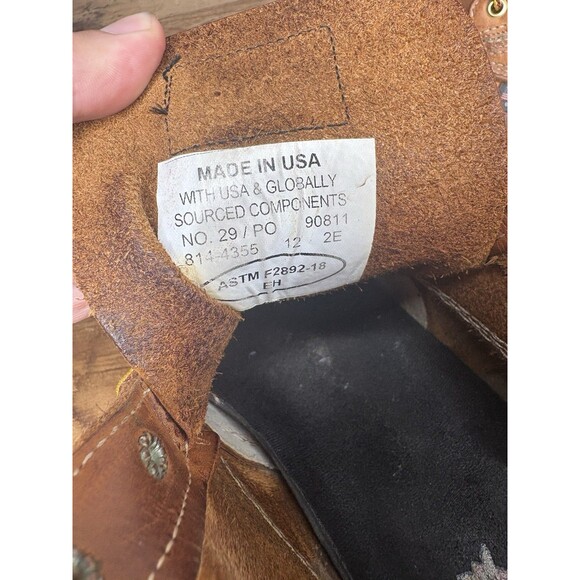 MADE IN USA
WITH USA & GLOBALLY
SOURCED COMPONENTS
NO. 29 / PO 90811
814-4355 12 2E
ASTM F2892-18
EH